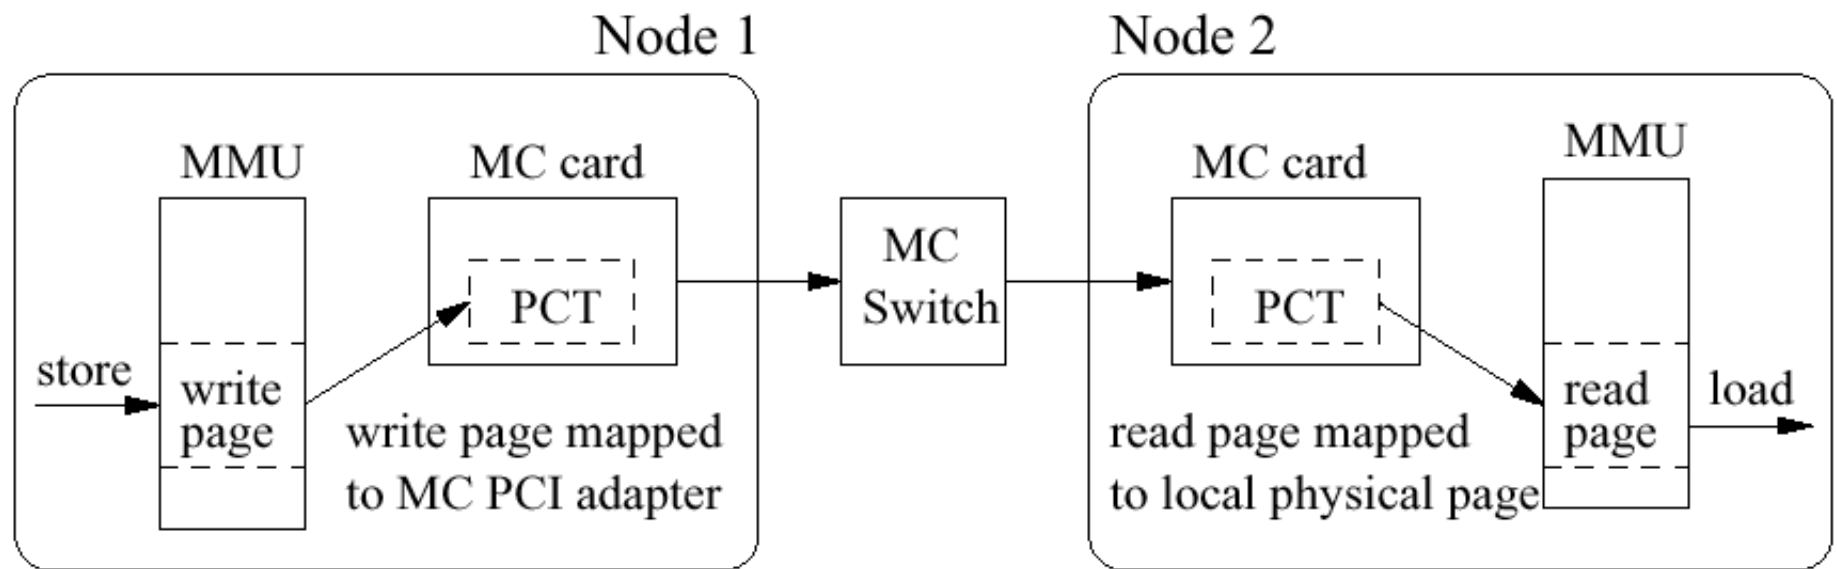 Node 1
Node 2
MMU
MC card
MC card
MMU
MC
Switch
PCT
PCT
store
write
page
write page mapped
to MC PCI adapter
read page mapped
to local physical page
read
page
load